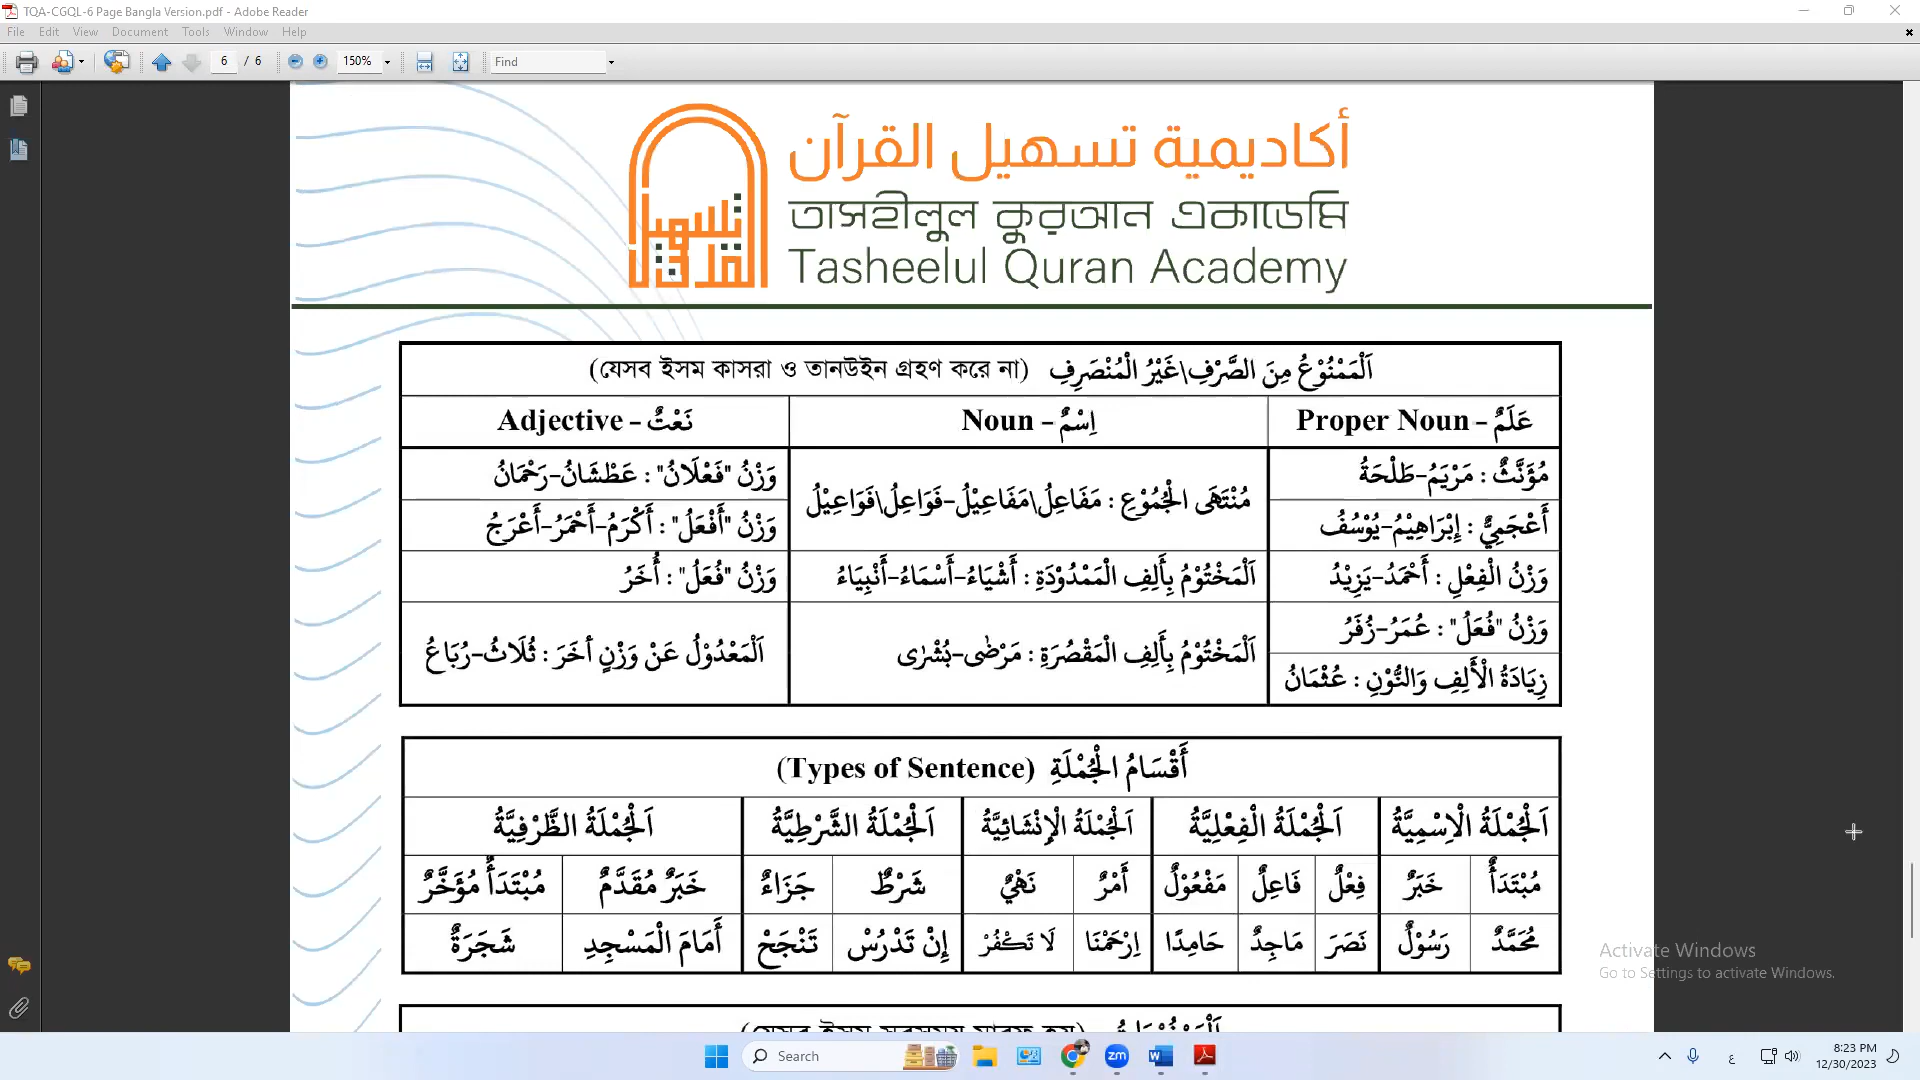 TQA-CGQL-6 Page Bangla Version.pdf - Adobe Reader
File Edit View Document Tools Window Help
6 / 6 150% Find
أكاديمية تسهيل القرآن
তাসহীলুল কুরআন একাডেমি
Tasheelul Quran Academy
اَلْمَمْنُوْعُ مِنَ الصَّرْفِ\غَيْرُ الْمُنْصَرِفِ (যেসব ইসম কাসরা ও তানউইন গ্রহণ করে না)
عَلَمٌ - Proper Noun
اِسْمٌ - Noun
نَعْتٌ - Adjective
مُؤَنَّثٌ : مَرْيَمُ-طَلْحَةُ
أَعْجَمِيٌّ : إِبْرَاهِيْمُ-يُوْسُفُ
وَزْنُ الْفِعْلِ : أَحْمَدُ-يَزِيْدُ
وَزْنُ "فُعَلُ" : عُمَرُ-زُفَرُ
زِيَادَةُ الْأَلِفِ وَالنُّوْنِ : عُثْمَانُ
مُنْتَهَى الْجُمُوْعِ : مَفَاعِلُ\مَفَاعِيْلُ-فَوَاعِلُ\فَوَاعِيْلُ
اَلْمَخْتُوْمُ بِأَلِفِ الْمَمْدُوْدَةِ : أَشْيَاءُ-أَسْمَاءُ-أَنْبِيَاءُ
اَلْمَخْتُوْمُ بِأَلِفِ الْمَقْصُرَةِ : مَرْضٰى-بُشْرٰى
وَزْنُ "فَعْلَانُ" : عَطْشَانُ-رَحْمَانُ
وَزْنُ "أَفْعَلُ" : أَكْرَمُ-أَحْمَرُ-أَعْرَجُ
وَزْنُ "فُعَلُ" : أُخَرُ
اَلْمَعْدُوْلُ عَنْ وَزْنٍ أخَرَ : ثُلَاثُ-رُبَاعُ
أَقْسَامُ الْجُمْلَةِ (Types of Sentence)
اَلْجُمْلَةُ الْاِسْمِيَّةُ اَلْجُمْلَةُ الْفِعْلِيَّةُ اَلْجُمْلَةُ الْإِنْشَائِيَّةُ اَلْجُمْلَةُ الشَّرْطِيَّةُ اَلْجُمْلَةُ الظَّرْفِيَّةُ
مُبْتَدَأٌ خَبَرٌ فِعْلٌ فَاعِلٌ مَفْعُوْلٌ أَمْرٌ نَهْيٌ شَرْطٌ جَزَاءٌ خَبَرٌ مُقَدَّمٌ مُبْتَدَأٌ مُؤَخَّرٌ
مُحَمَّدٌ رَسُوْلٌ نَصَرَ مَاجِدٌ حَامِدًا اِرْحَمْنَا لَا تَكْفُرْ إِنْ تَدْرُسْ تَنْجَحْ أَمَامَ الْمَسْجِدِ شَجَرَةٌ
Activate Windows
Go to Settings to activate Windows.
Search
zm
ع
8:23 PM
12/30/2023